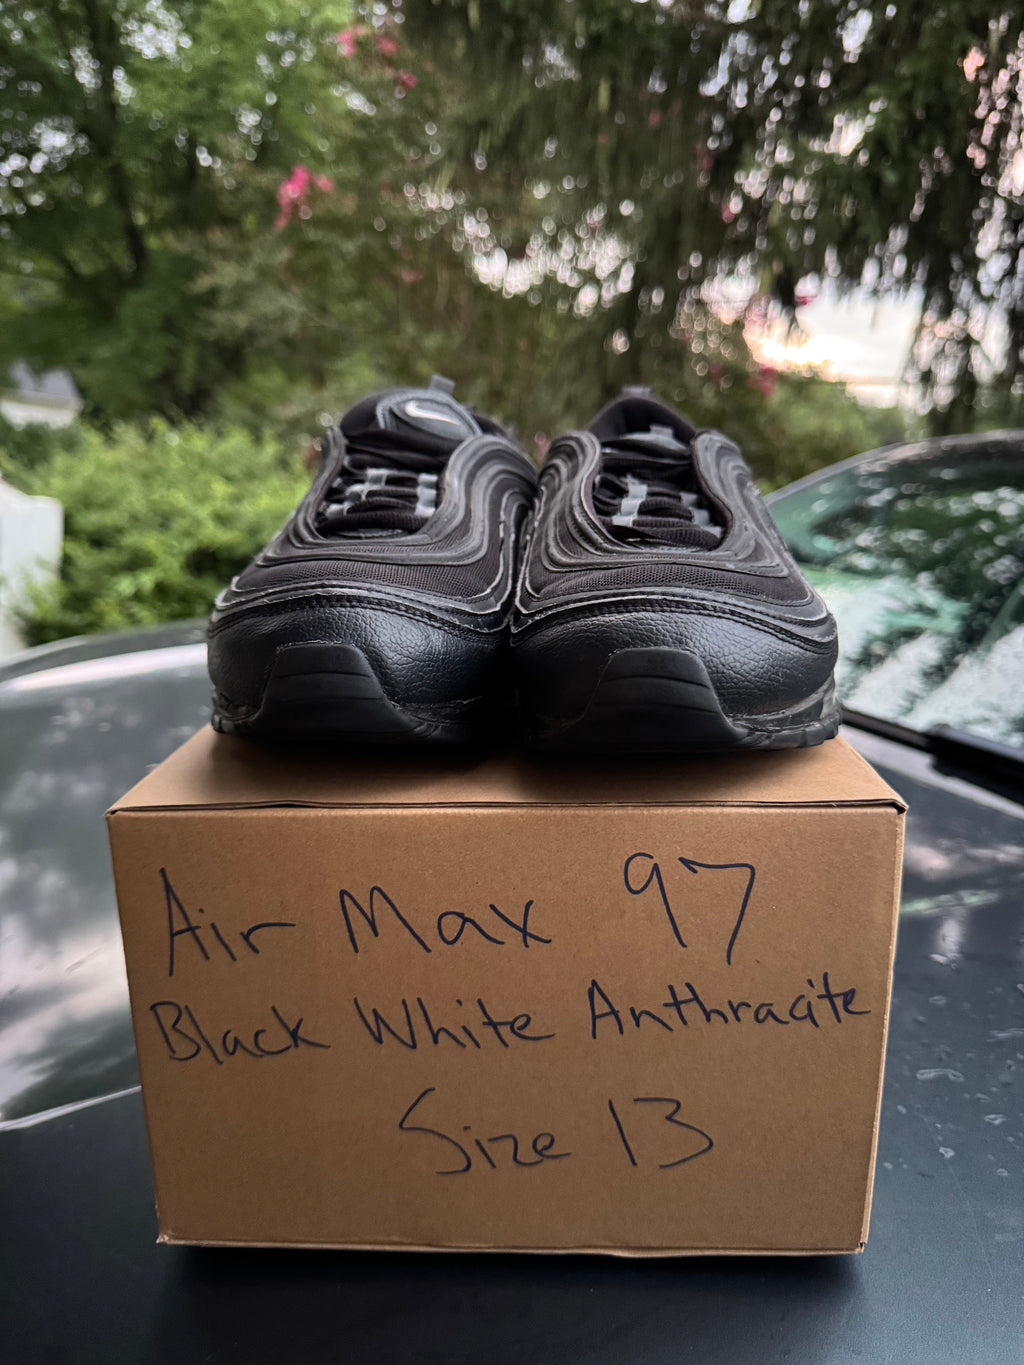 Air Max 97
Black White Anthracite
Size 13